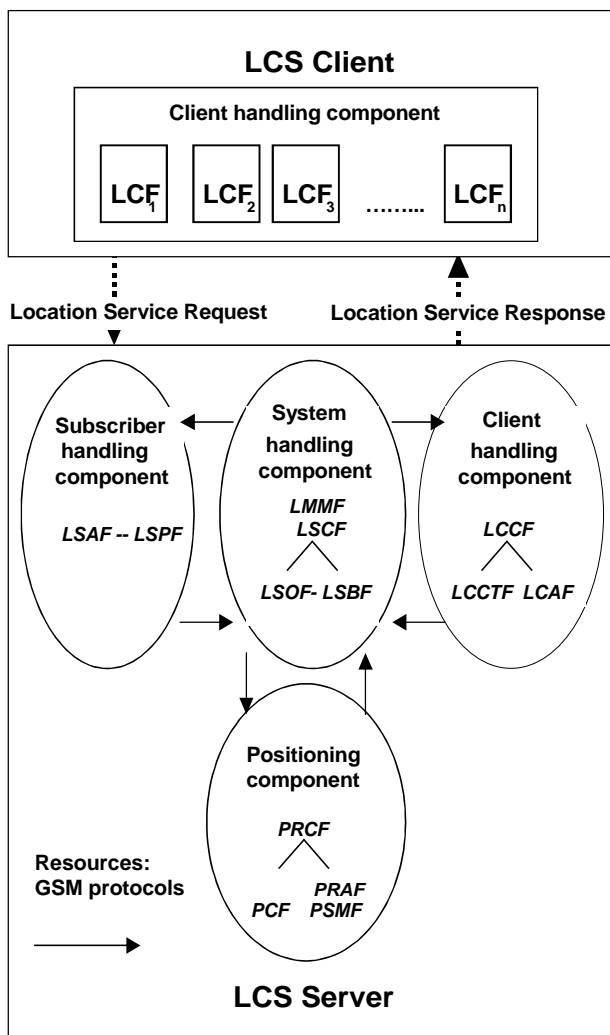 LCS Client
Client handling component
LCF1 LCF2 LCF3 ……... LCFn
Location Service Request
Location Service Response
Subscriber
handling
component
LSAF -- LSPF
System
handling
component
LMMF
LSCF
LSOF- LSBF
Client
handling
component
LCCF
LCCTF LCAF
Positioning
component
PRCF
PRAF
PCF PSMF
Resources:
GSM protocols
LCS Server